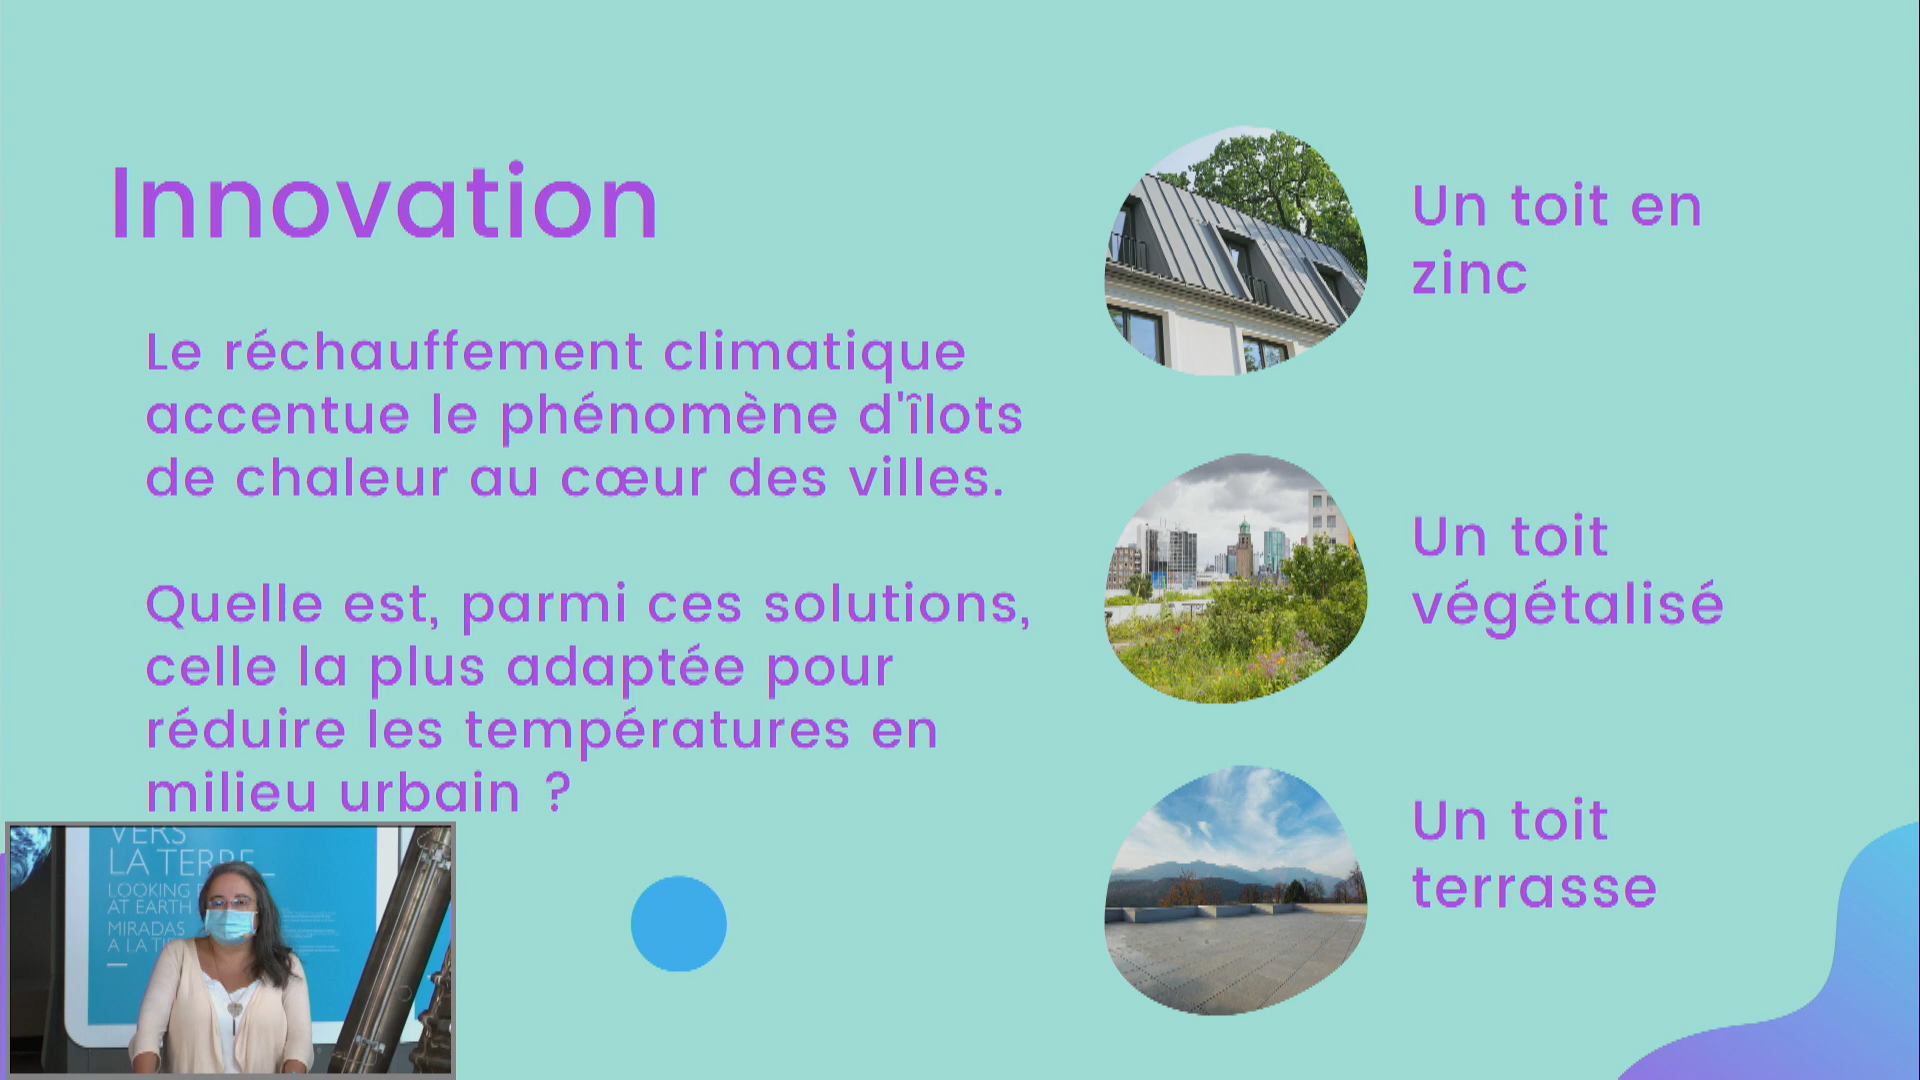 Innovation
Le réchauffement climatique
accentue le phénomène d'îlots
de chaleur au cœur des villes.
Quelle est, parmi ces solutions,
celle la plus adaptée pour
réduire les températures en
milieu urbain ?
Un toit en
zinc
Un toit
végétalisé
Un toit
terrasse
VERS
LA TERRE
LOOKING
AT EARTH
MIRADAS
A LA